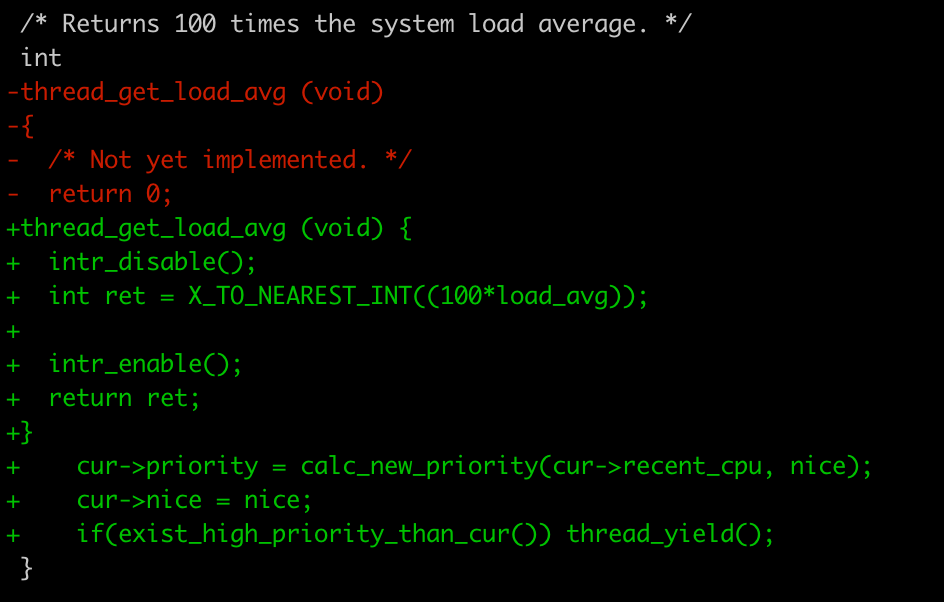 /* Returns 100 times the system load average. */
 int
-thread_get_load_avg (void)
-{
-  /* Not yet implemented. */
-  return 0;
+thread_get_load_avg (void) {
+  intr_disable();
+  int ret = X_TO_NEAREST_INT((100*load_avg));
+
+  intr_enable();
+  return ret;
+}
+    cur->priority = calc_new_priority(cur->recent_cpu, nice);
+    cur->nice = nice;
+    if(exist_high_priority_than_cur()) thread_yield();
 }